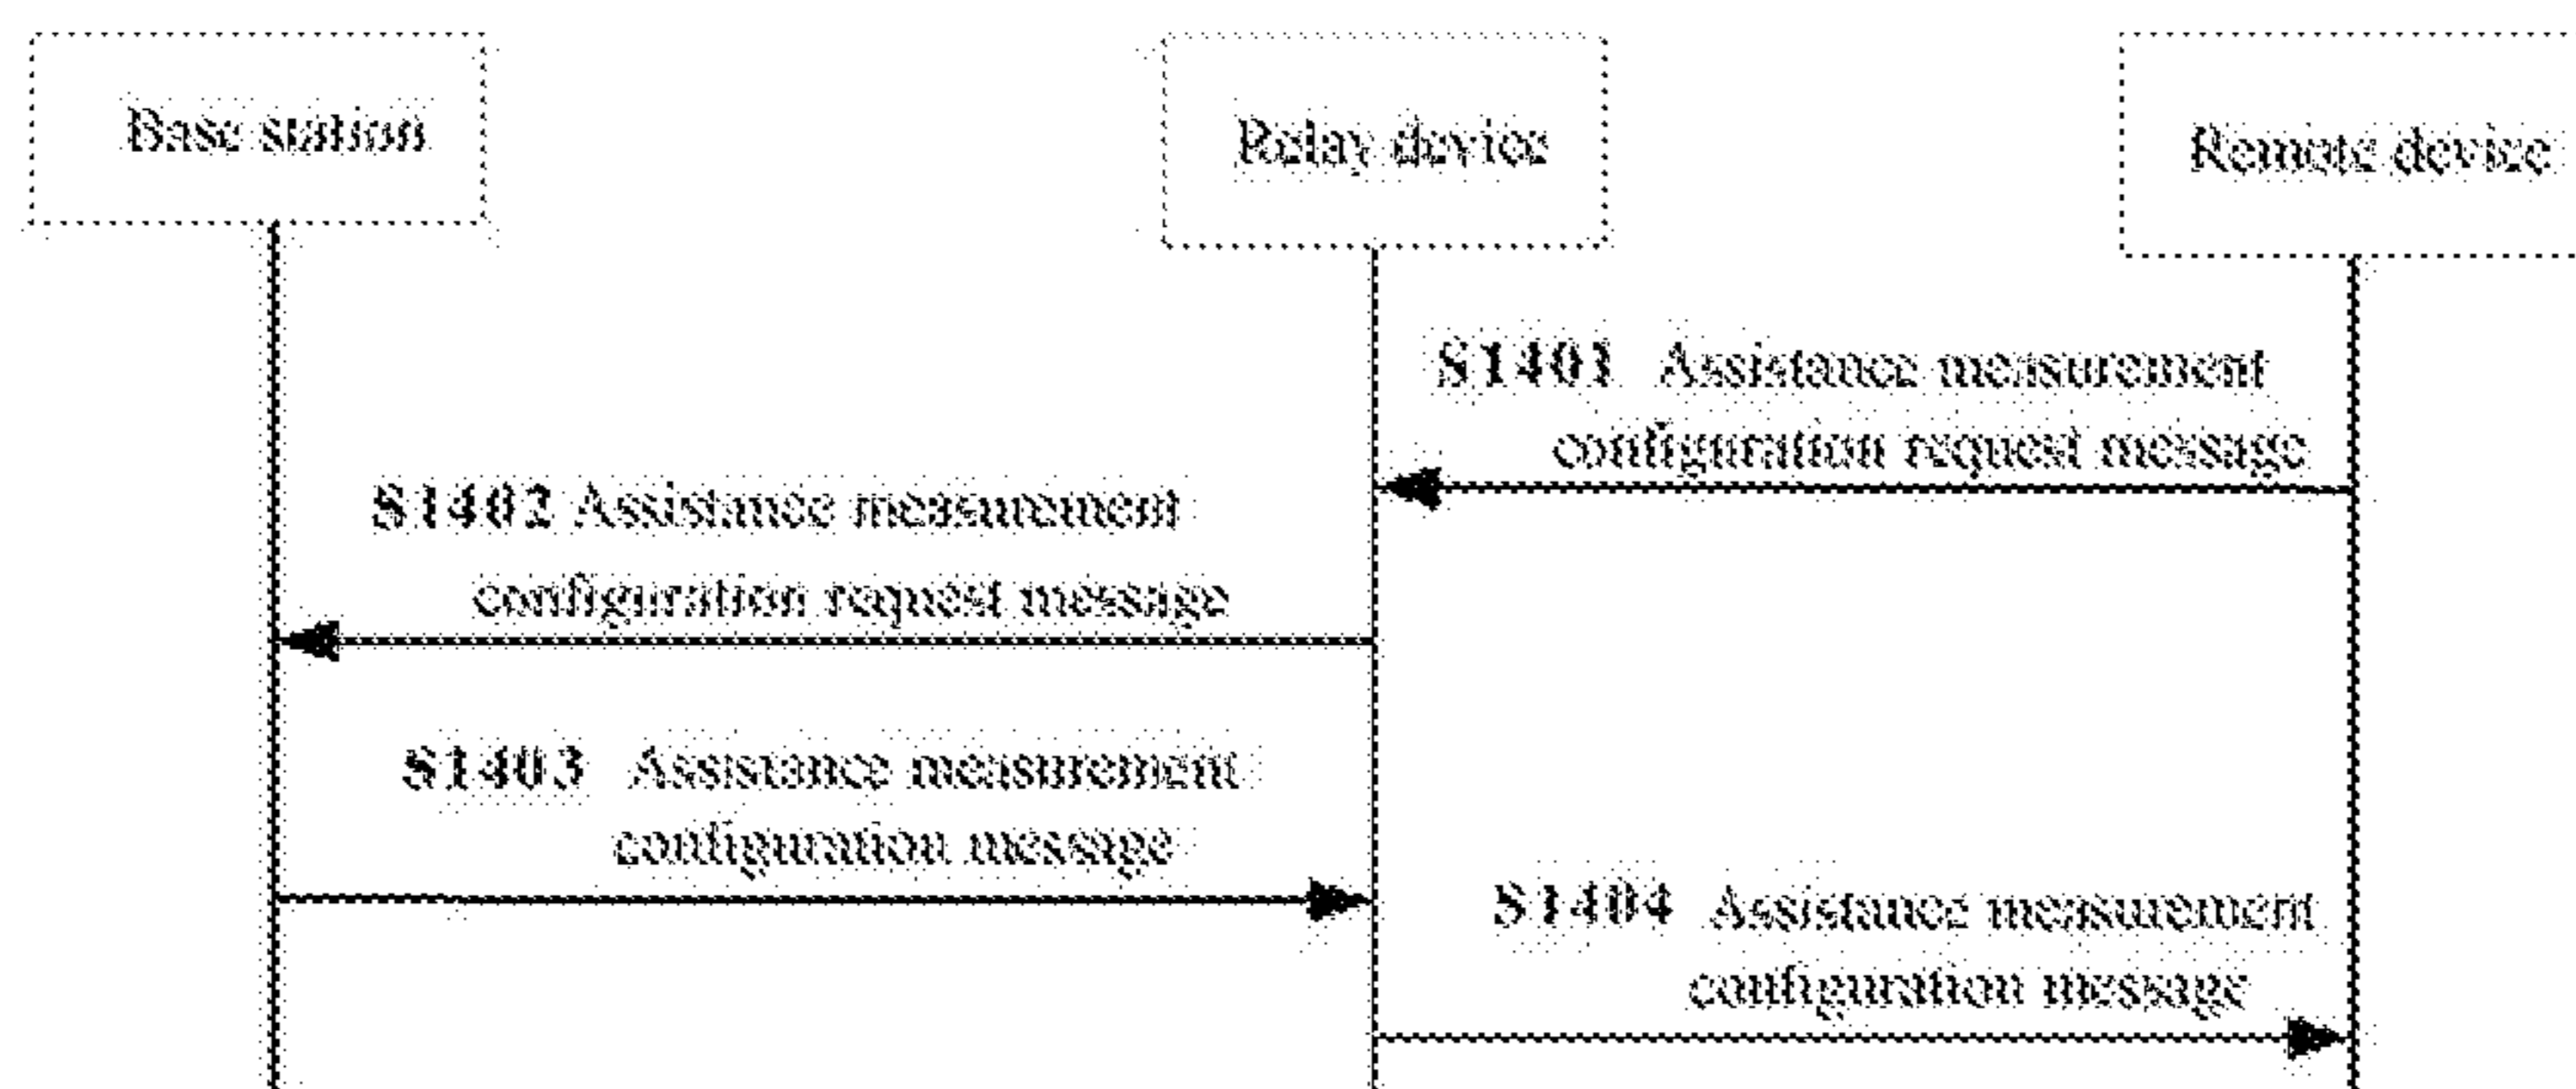 Base station
Relay device
Remote device
S1401 Assistance measurement
configuration request message
S1402 Assistance measurement
configuration request message
S1403 Assistance measurement
configuration message
S1404 Assistance measurement
configuration message